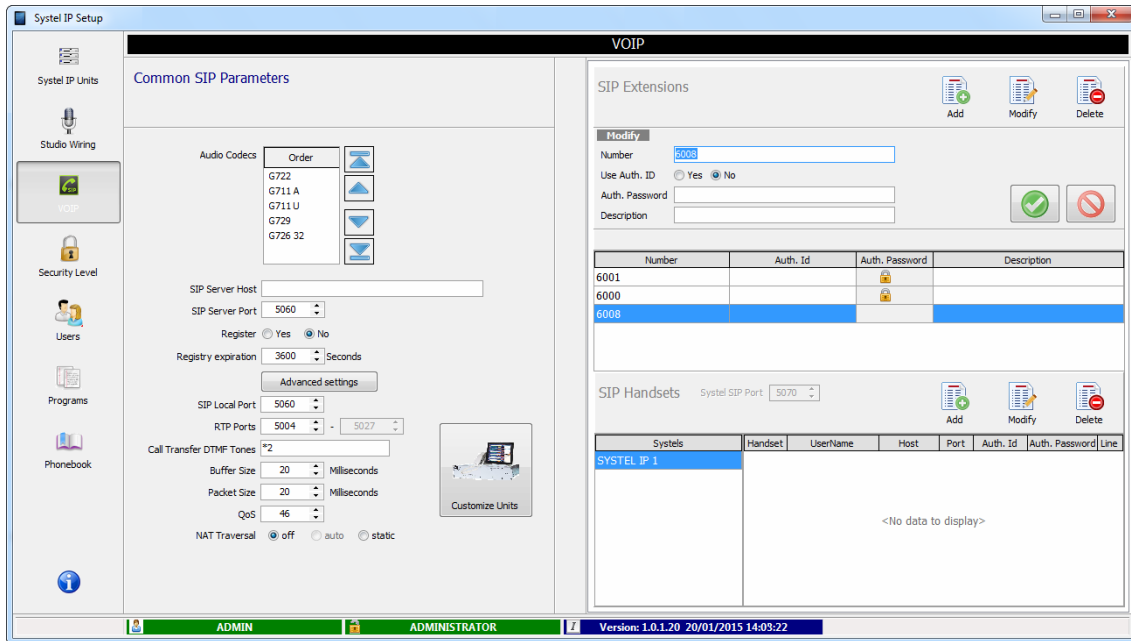 Systel IP Setup
VOIP
Systel IP Units
Studio Wiring
SIP
VOIP
Security Level
Users
Programs
Phonebook
Common SIP Parameters
Audio Codecs
Order
G722
G711 A
G711 U
G729
G726 32
SIP Server Host
SIP Server Port 5060
Register Yes No
Registry expiration 3600 Seconds
Advanced settings
SIP Local Port 5060
RTP Ports 5004 - 5027
Call Transfer DTMF Tones *2
Buffer Size 20 Milliseconds
Packet Size 20 Milliseconds
QoS 46
NAT Traversal off auto static
Customize Units
SIP Extensions
Add Modify Delete
Modify
Number 6008
Use Auth. ID Yes No
Auth. Password
Description
Number Auth. Id Auth. Password Description
6001
6000
6008
SIP Handsets Systel SIP Port 5070
Add Modify Delete
Systels Handset UserName Host Port Auth. Id Auth. Password Line
SYSTEL IP 1
<No data to display>
ADMIN ADMINISTRATOR I Version: 1.0.1.20 20/01/2015 14:03:22